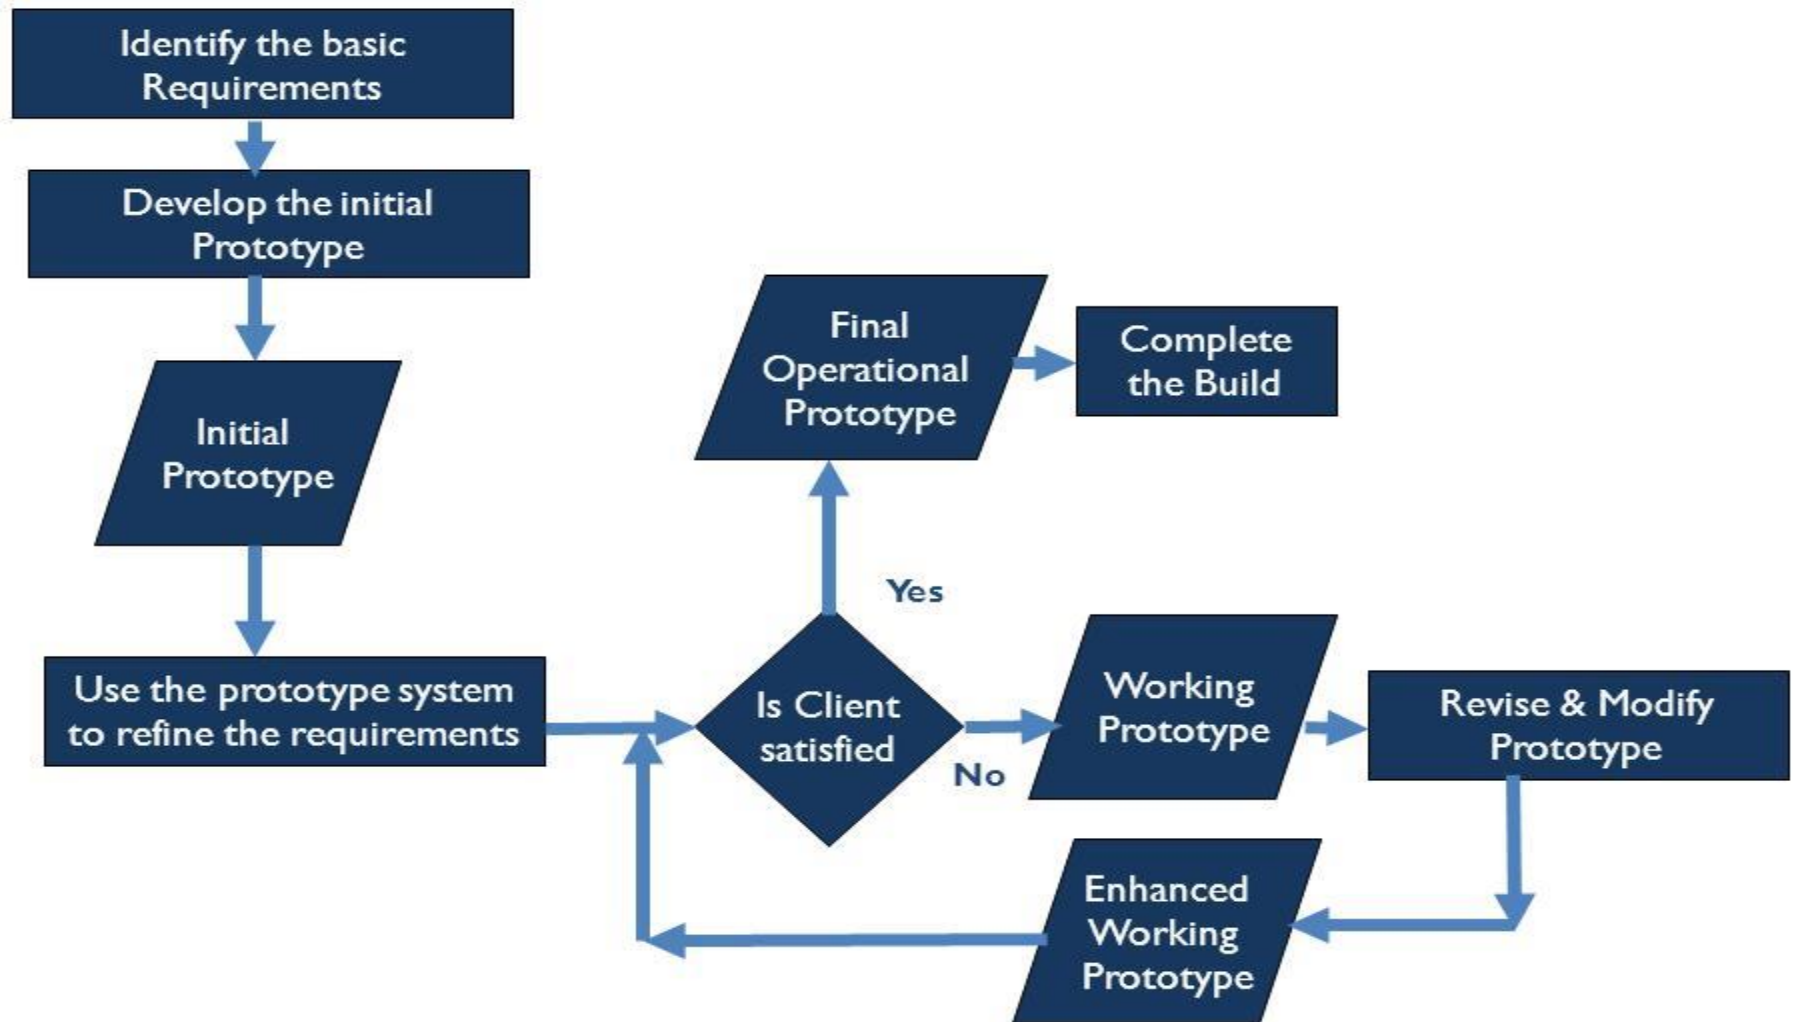 Identify the basic
Requirements
Develop the initial
Prototype
Initial
Prototype
Use the prototype system
to refine the requirements
Is Client
satisfied
Yes
Final
Operational
Prototype
Complete
the Build
No
Working
Prototype
Revise & Modify
Prototype
Enhanced
Working
Prototype